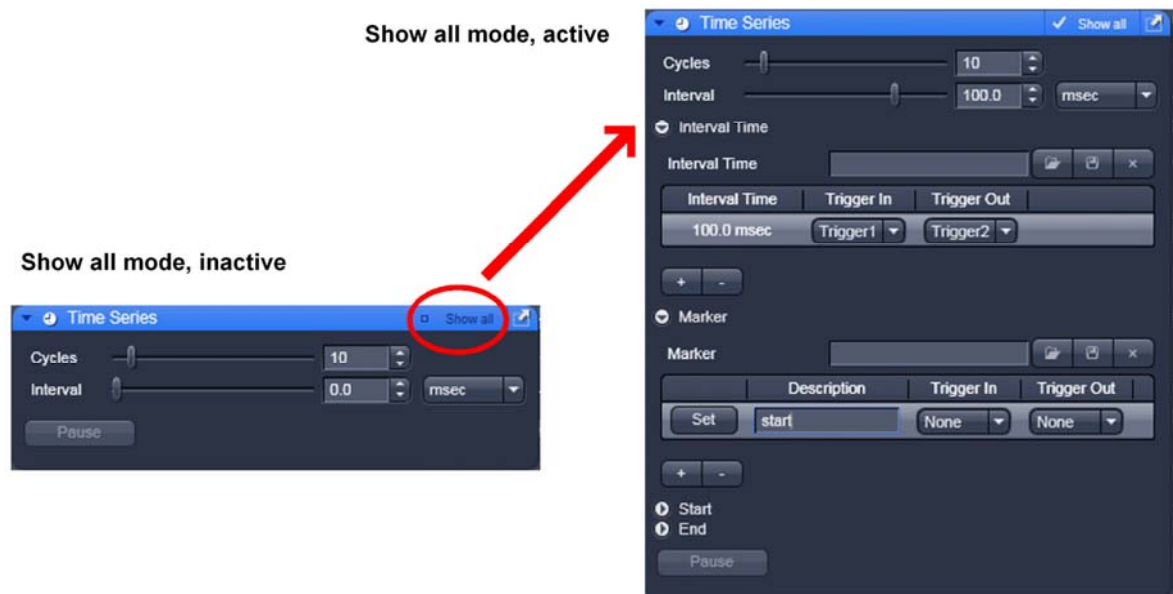 Show all mode, active
Time Series Show all
Cycles 10
Interval 100.0 msec
Interval Time
Interval Time
Interval Time Trigger In Trigger Out
100.0 msec Trigger1 Trigger2
+ -
Marker
Marker
Description Trigger In Trigger Out
Set start None None
+ -
Start
End
Pause
Show all mode, inactive
Time Series Show all
Cycles 10
Interval 0.0 msec
Pause